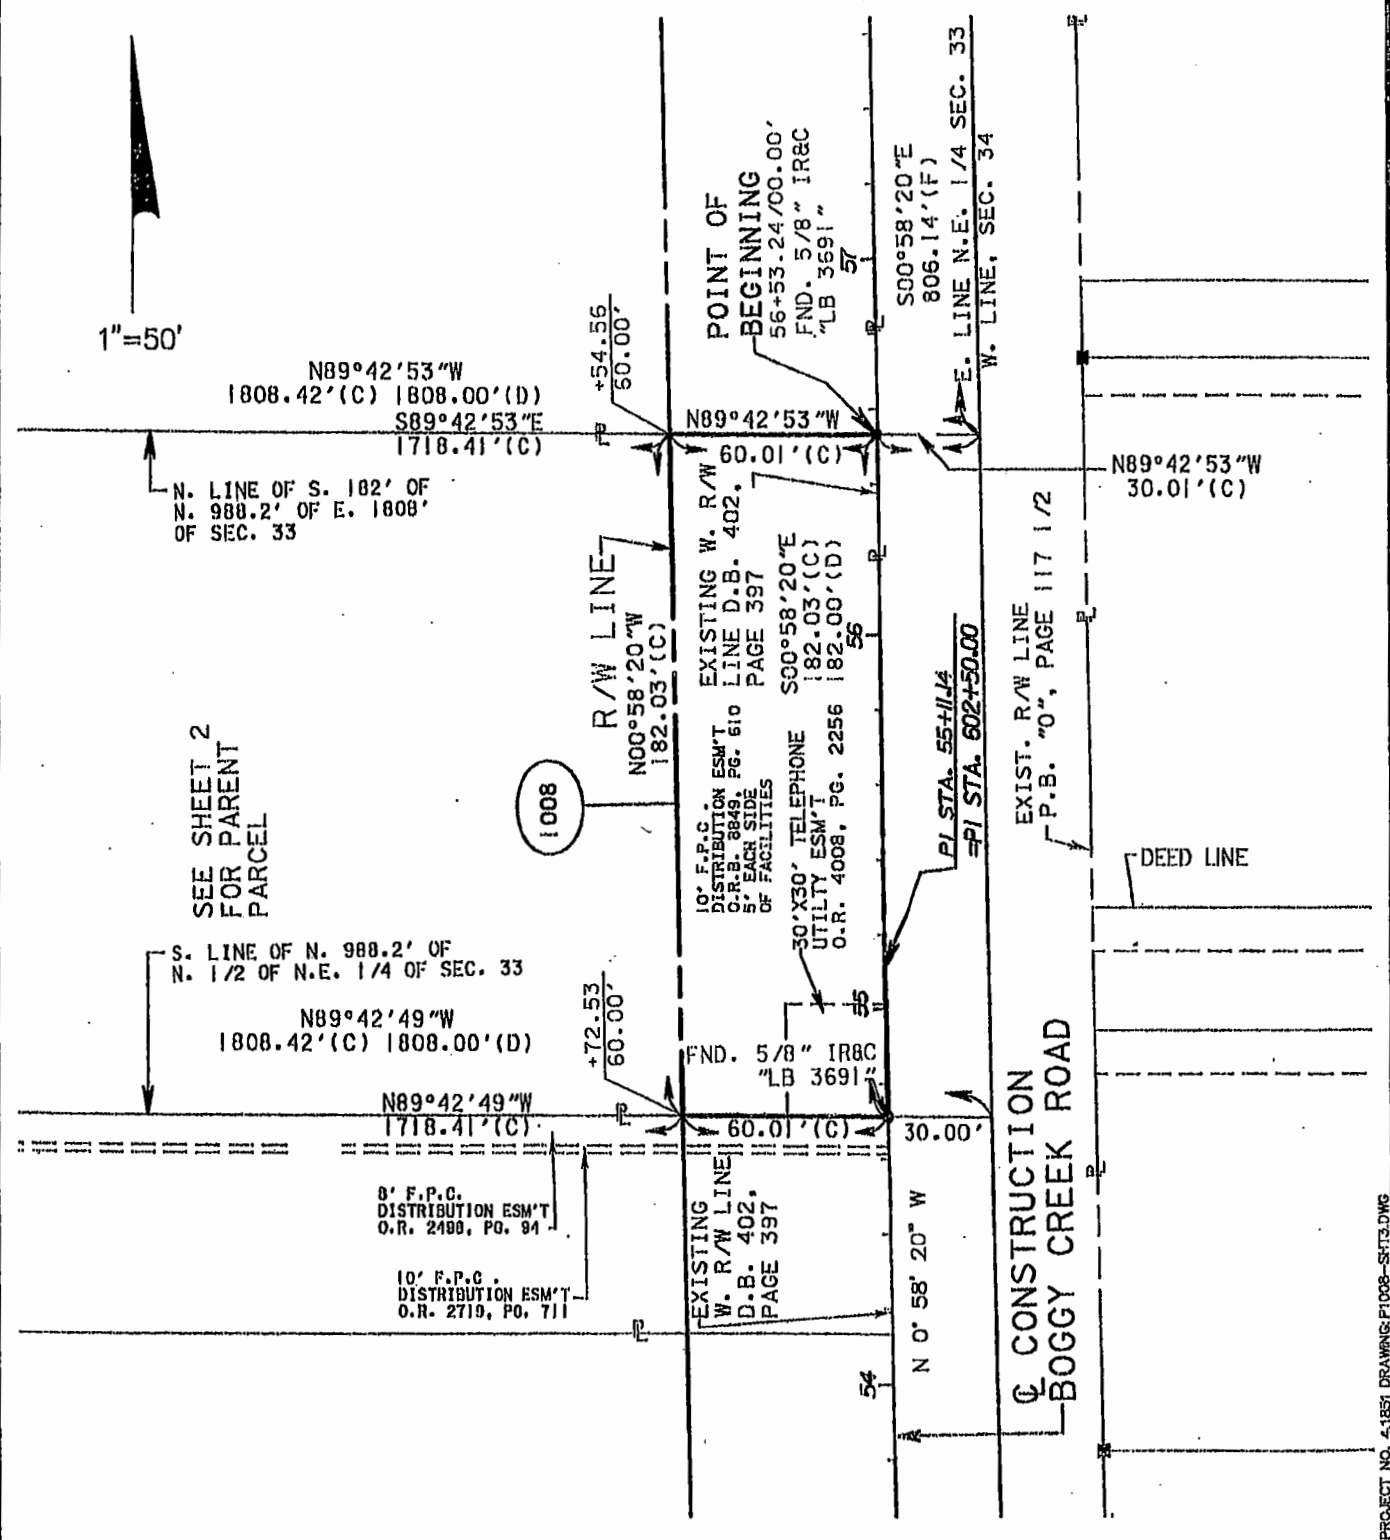 1"=50'
N89°42'53"W
1808.42'(C) 1808.00'(D)
S89°42'53"E
1718.41'(C)
N. LINE OF S. 182' OF
N. 988.2' OF E. 1808'
OF SEC. 33
+54.56
60.00'
N89°42'53"W
60.01'(C)
POINT OF
BEGINNING
56+53.24/00.00'
FND. 5/8" IR&C
"LB 3691"
57
S00°58'20"E
806.14'(F)
E. LINE N.E. 1/4 SEC. 33
W. LINE, SEC. 34
N89°42'53"W
30.01'(C)
R/W LINE
N00°58'20"W
182.03'(C)
EXISTING W. R/W
LINE D.B. 402,
PAGE 397
S00°58'20"E
182.03'(C)
182.00'(D)
56
SEE SHEET 2
FOR PARENT
PARCEL
1008
10' F.P.C.
DISTRIBUTION ESM'T
O.R.B. 8849, PG. 610
5' EACH SIDE
OF FACILITIES
30'X30' TELEPHONE
UTILTY ESM'T
O.R. 4008, PG. 2256
PI STA. 55+11.14
=PI STA. 602+50.00
EXIST. R/W LINE
P.B. "O", PAGE 117 1/2
DEED LINE
S. LINE OF N. 988.2' OF
N. 1/2 OF N.E. 1/4 OF SEC. 33
N89°42'49"W
1808.42'(C) 1808.00'(D)
+72.53
60.00'
55
FND. 5/8" IR&C
"LB 3691"
N89°42'49"W
1718.41'(C)
60.01'(C)
30.00'
8' F.P.C.
DISTRIBUTION ESM'T
O.R. 2498, PG. 94
10' F.P.C.
DISTRIBUTION ESM'T
O.R. 2719, PG. 711
EXISTING
W. R/W LINE
D.B. 402,
PAGE 397
N 0° 58' 20" W
54
℄ CONSTRUCTION
BOGGY CREEK ROAD
PROJECT NO. 41851 DRAWING:P1008-SHT3.DWG